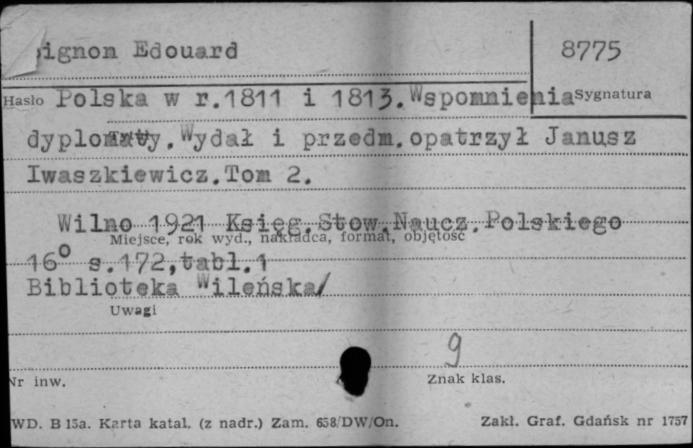 ignon Edouard 8775
Hasło Polska w r.1811 i 1813.Wspomnienia Sygnatura
dyplomaty.Wydał i przedm.opatrzył Janusz
Iwaszkiewicz.Tom 2.
Wilno 1921 Księg.Stow.Naucz.Polskiego
Miejsce, rok wyd., nakładca, format, objętość
16° s.172,tabl.1
Biblioteka Wileńska/
Uwagi
9
Nr inw. Znak klas.
WD. B 15a. Karta katal. (z nadr.) Zam. 658/DW/On. Zakł. Graf. Gdańsk nr 1757